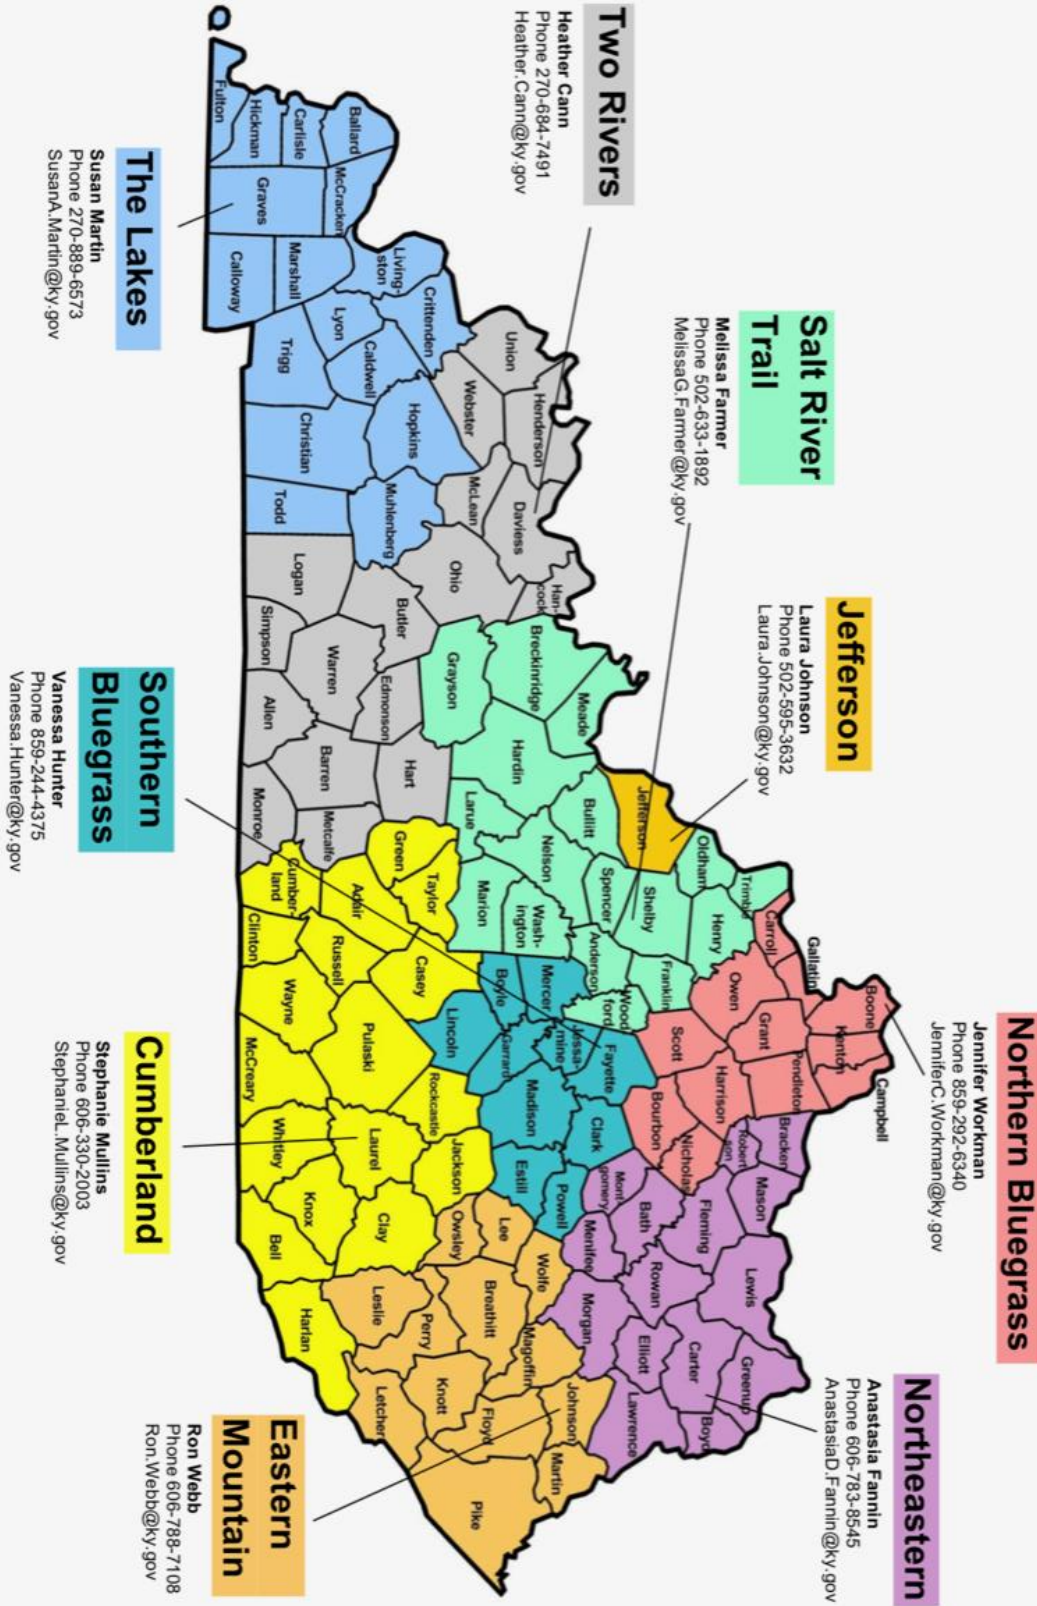 Northern Bluegrass
Jennifer Workman
Phone 859-292-6340
JenniferC.Workman@ky.gov
Northeastern
Anastasia Fannin
Phone 606-783-8545
AnastasiaD.Fannin@ky.gov
Jefferson
Laura Johnson
Phone 502-595-3632
Laura.Johnson@ky.gov
Salt River
Trail
Melissa Farmer
Phone 502-633-1892
MelissaG.Farmer@ky.gov
Two Rivers
Heather Cann
Phone 270-684-7491
Heather.Cann@ky.gov
Boone
Kenton
Campbell
Gallatin
Carroll
Trimble
Owen
Grant
Pendleton
Bracken
Robert
son
Mason
Lewis
Greenup
Boyd
Carter
Fleming
Nicholas
Harrison
Scott
Bourbon
Oldham
Henry
Franklin
Shelby
Jefferson
Spencer
Anderson
Wood
ford
Fayette
Clark
Mont
gomery
Bath
Rowan
Elliott
Lawrence
Menifee
Morgan
Powell
Estill
Madison
Jessa-
mine
Mercer
Boyle
Garrard
Lincoln
Bullitt
Nelson
Wash-
ington
Marion
Larue
Hardin
Meade
Breckinridge
Grayson
Han-
cock
Daviess
Henderson
Union
Webster
McLean
Ohio
Butler
Edmonson
Hart
Warren
Barren
Metcalfe
Logan
Simpson
Allen
Monroe
Crittenden
Living-
ston
Hopkins
Muhlenberg
Caldwell
Lyon
Trigg
Christian
Todd
Ballard
McCracken
Carlisle
Hickman
Fulton
Graves
Marshall
Calloway
Green
Taylor
Adair
Casey
Cumber-
land
Clinton
Russell
Wayne
Pulaski
McCreary
Rockcastle
Laurel
Jackson
Whitley
Knox
Clay
Bell
Harlan
Owsley
Lee
Wolfe
Breathitt
Magoffin
Johnson
Martin
Floyd
Pike
Knott
Perry
Leslie
Letcher
The Lakes
Susan Martin
Phone 270-889-6573
SusanA.Martin@ky.gov
Southern
Bluegrass
Vanessa Hunter
Phone 859-244-4375
Vanessa.Hunter@ky.gov
Cumberland
Stephanie Mullins
Phone 606-330-2003
StephanieL.Mullins@ky.gov
Eastern
Mountain
Ron Webb
Phone 606-788-7108
Ron.Webb@ky.gov